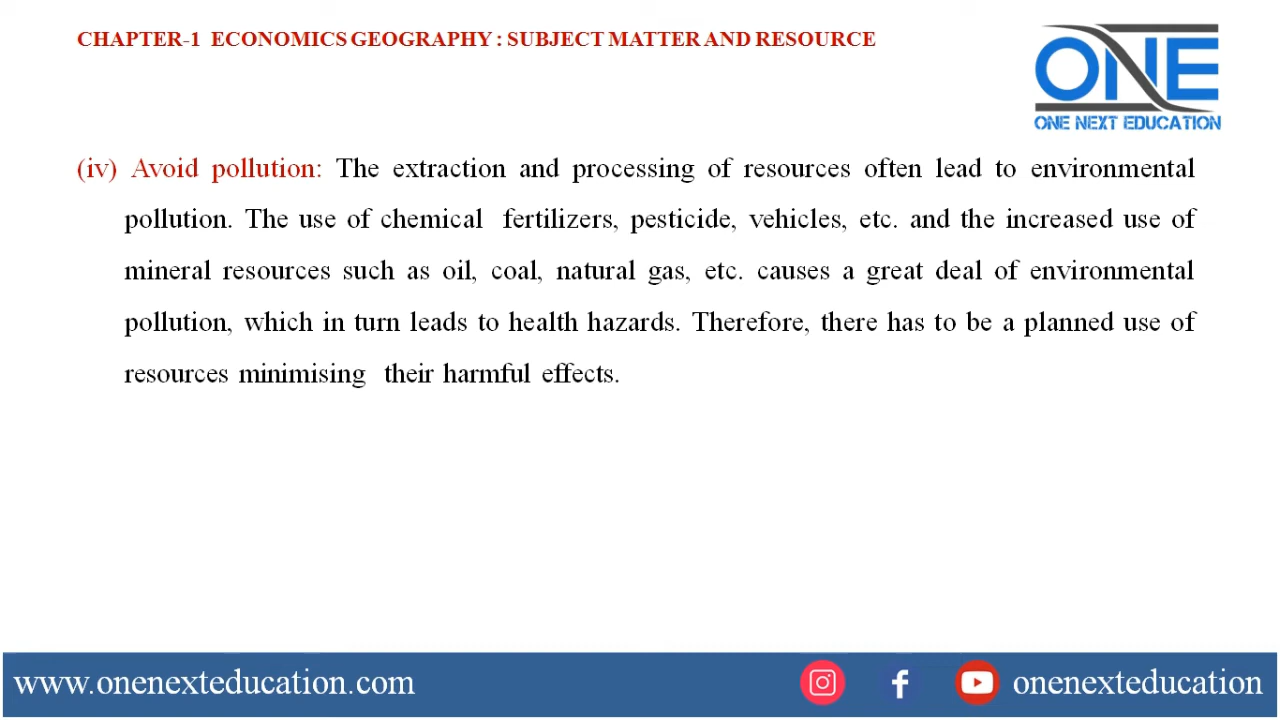 CHAPTER-1 ECONOMICS GEOGRAPHY : SUBJECT MATTER AND RESOURCE
ONE
ONE NEXT EDUCATION
(iv) Avoid pollution: The extraction and processing of resources often lead to environmental
pollution. The use of chemical fertilizers, pesticide, vehicles, etc. and the increased use of
mineral resources such as oil, coal, natural gas, etc. causes a great deal of environmental
pollution, which in turn leads to health hazards. Therefore, there has to be a planned use of
resources minimising their harmful effects.
www.onenexteducation.com
onenexteducation